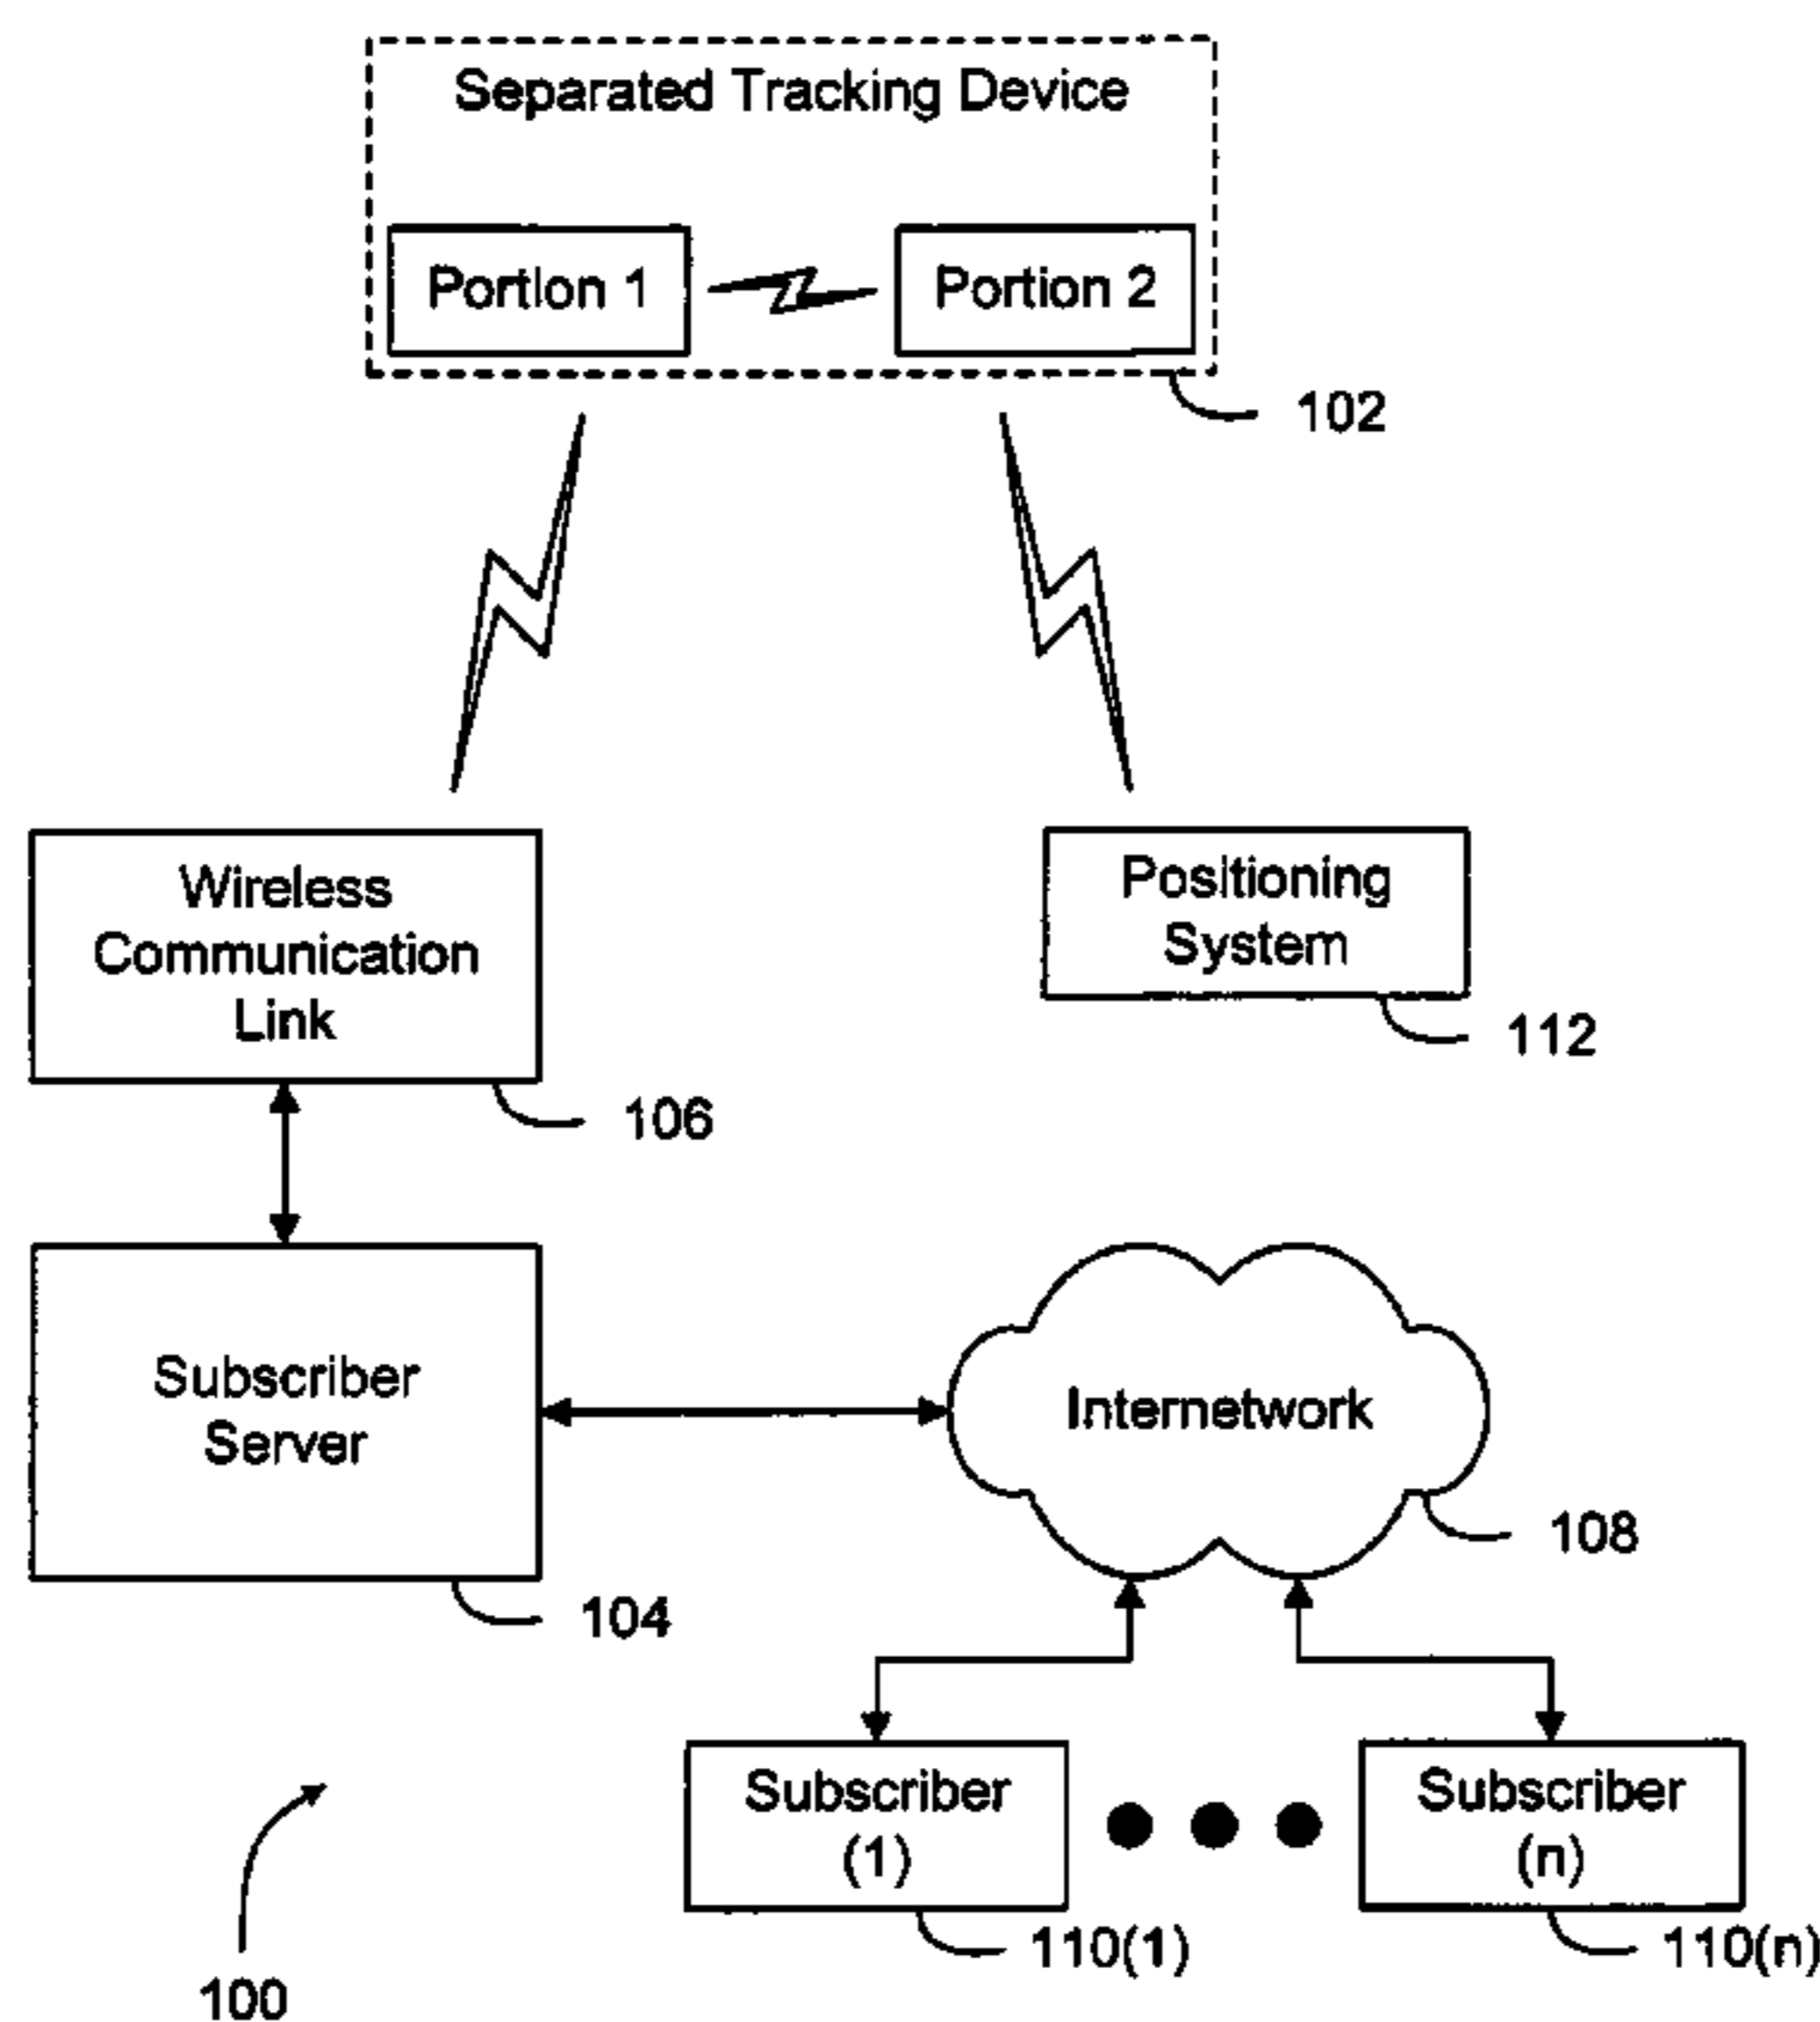 Separated Tracking Device
Portion 1
Portion 2
102
Wireless
Communication
Link
106
Positioning
System
112
Subscriber
Server
104
Internetwork
108
Subscriber
(1)
110(1)
Subscriber
(n)
110(n)
100